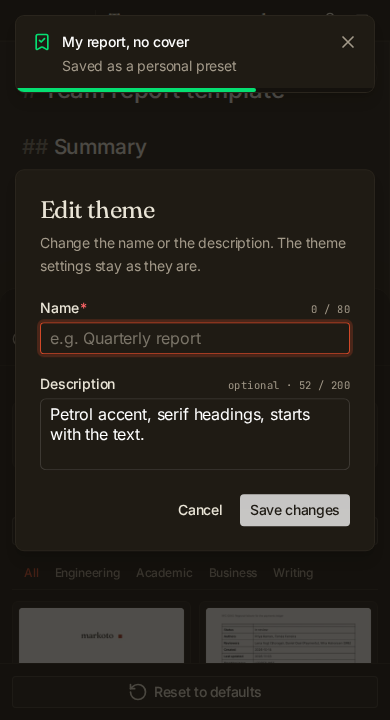 My report, no cover
Saved as a personal preset
# Team report template
## Summary
Edit theme
Change the name or the description. The theme
settings stay as they are.
Name* 0 / 80
e.g. Quarterly report
Description optional · 52 / 200
Petrol accent, serif headings, starts
with the text.
Cancel Save changes
All Engineering Academic Business Writing
markoto
Reset to defaults